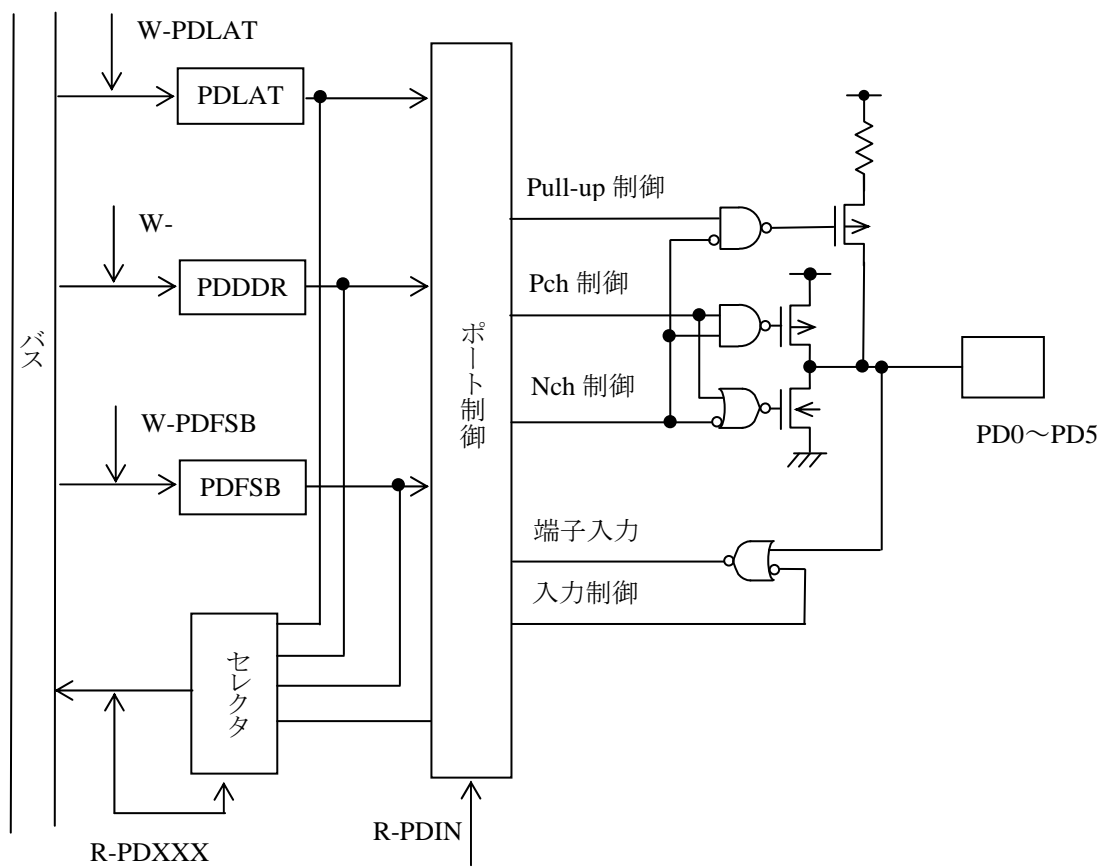 W-PDLAT
PDLAT
W-
PDDDR
バス
W-PDFSB
PDFSB
セレクタ
R-PDXXX
ポート制御
R-PDIN
Pull-up 制御
Pch 制御
Nch 制御
端子入力
入力制御
PD0～PD5